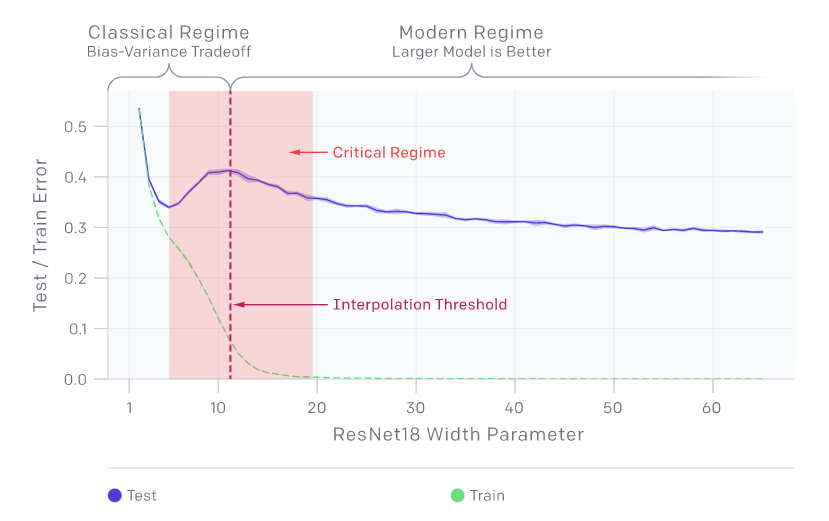 Classical Regime
Bias-Variance Tradeoff
Modern Regime
Larger Model is Better
Critical Regime
Interpolation Threshold
Test / Train Error
0.5
0.4
0.3
0.2
0.1
0.0
1
10
20
30
40
50
60
ResNet18 Width Parameter
Test
Train